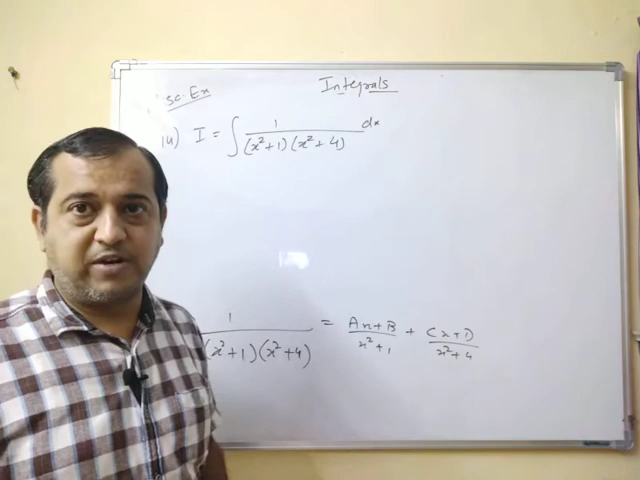 Integrals
sc. Ex
14) I = ∫ 1/((x²+1)(x²+4)) dx
1/((x²+1)(x²+4)) = (Ax+B)/(x²+1) + (Cx+D)/(x²+4)